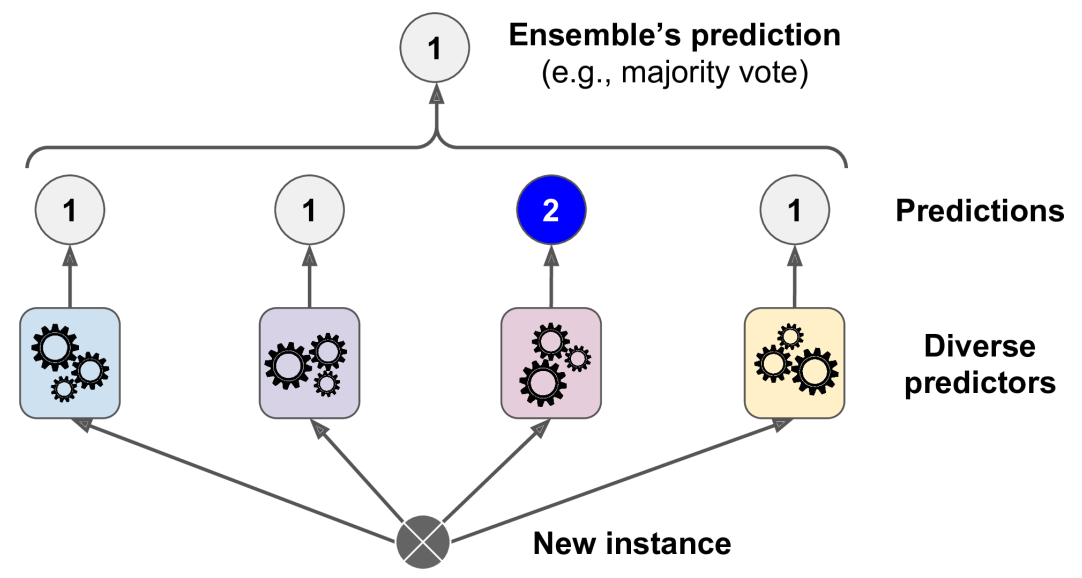 1
Ensemble’s prediction
(e.g., majority vote)
1
1
2
1
Predictions
Diverse
predictors
New instance